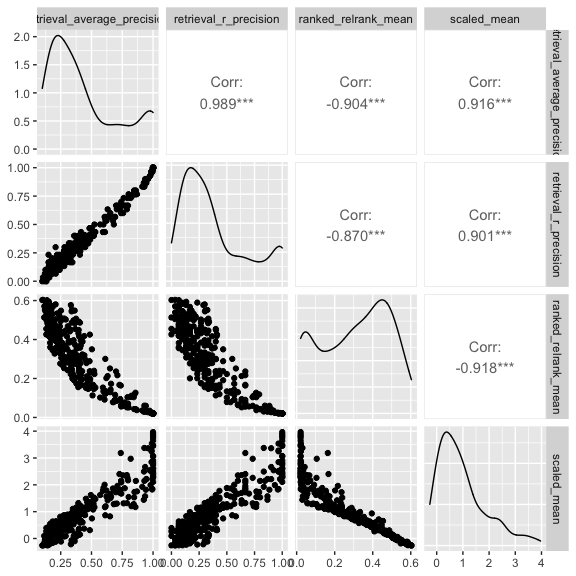 trieval_average_precisio
retrieval_r_precision
ranked_relrank_mean
scaled_mean
2.0
1.5
1.0
0.5
0.0
Corr:
0.989***
Corr:
-0.904***
Corr:
0.916***
trieval_average_precisio
1.00
0.75
0.50
0.25
0.00
Corr:
-0.870***
Corr:
0.901***
retrieval_r_precision
0.6
0.4
0.2
0.0
Corr:
-0.918***
ranked_relrank_mean
4
3
2
1
0
scaled_mean
0.25 0.50 0.75 1.00
0.00 0.25 0.50 0.75 1.00
0.0 0.2 0.4 0.6
0 1 2 3 4